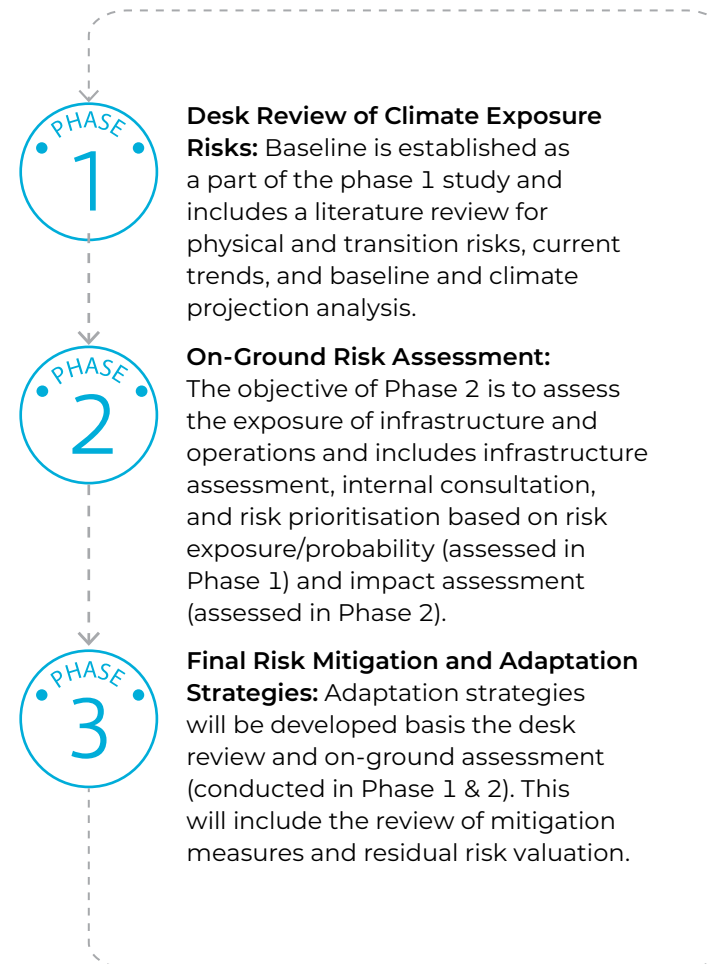 PHASE
1
Desk Review of Climate Exposure
Risks: Baseline is established as
a part of the phase 1 study and
includes a literature review for
physical and transition risks, current
trends, and baseline and climate
projection analysis.
PHASE
2
On-Ground Risk Assessment:
The objective of Phase 2 is to assess
the exposure of infrastructure and
operations and includes infrastructure
assessment, internal consultation,
and risk prioritisation based on risk
exposure/probability (assessed in
Phase 1) and impact assessment
(assessed in Phase 2).
PHASE
3
Final Risk Mitigation and Adaptation
Strategies: Adaptation strategies
will be developed basis the desk
review and on-ground assessment
(conducted in Phase 1 & 2). This
will include the review of mitigation
measures and residual risk valuation.